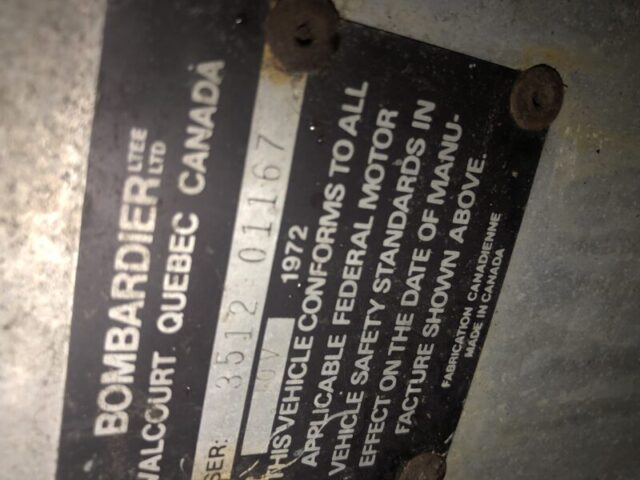 BOMBARDIER LTEE LTD
VALCOURT QUEBEC CANADA
SER: 3512 01167
OV 1972
THIS VEHICLE CONFORMS TO ALL
APPLICABLE FEDERAL MOTOR
VEHICLE SAFETY STANDARDS IN
EFFECT ON THE DATE OF MANU-
FACTURE SHOWN ABOVE.
FABRICATION CANADIENNE
MADE IN CANADA